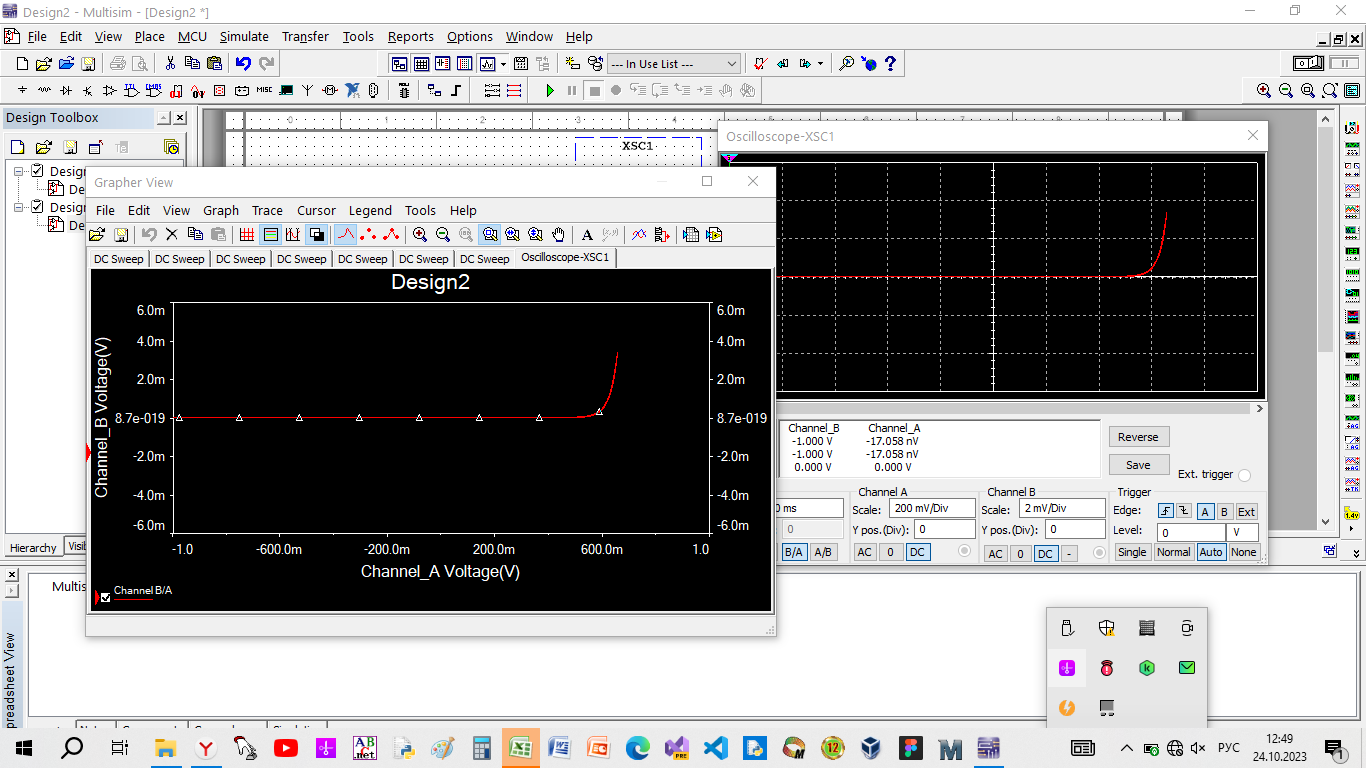 Design2 - Multisim - [Design2 *]
File Edit View Place MCU Simulate Transfer Tools Reports Options Window Help
--- In Use List ---
MISC
Design Toolbox
0 1 2 3 4
XSC1
Oscilloscope-XSC1
Design
De
Design
De
Grapher View
File Edit View Graph Trace Cursor Legend Tools Help
A
DC Sweep DC Sweep DC Sweep DC Sweep DC Sweep DC Sweep DC Sweep Oscilloscope-XSC1
Design2
6.0m 6.0m
4.0m 4.0m
2.0m 2.0m
8.7e-019 8.7e-019
-2.0m -2.0m
-4.0m -4.0m
-6.0m -6.0m
Channel_B Voltage(V)
-1.0 -600.0m -200.0m 200.0m 600.0m 1.0
Channel_A Voltage(V)
Channel B/A
Channel_B Channel_A
-1.000 V -17.058 nV
-1.000 V -17.058 nV
0.000 V 0.000 V
Reverse
Save
Ext. trigger
Channel A
Scale: 200 mV/Div
Y pos.(Div): 0
AC 0 DC
Channel B
Scale: 2 mV/Div
Y pos.(Div): 0
AC 0 DC -
Trigger
Edge: A B Ext
Level: 0 V
Single Normal Auto None
0 ms
0
B/A A/B
Hierarchy Visib
Multis
preadsheet View
РУС
12:49
24.10.2023
1